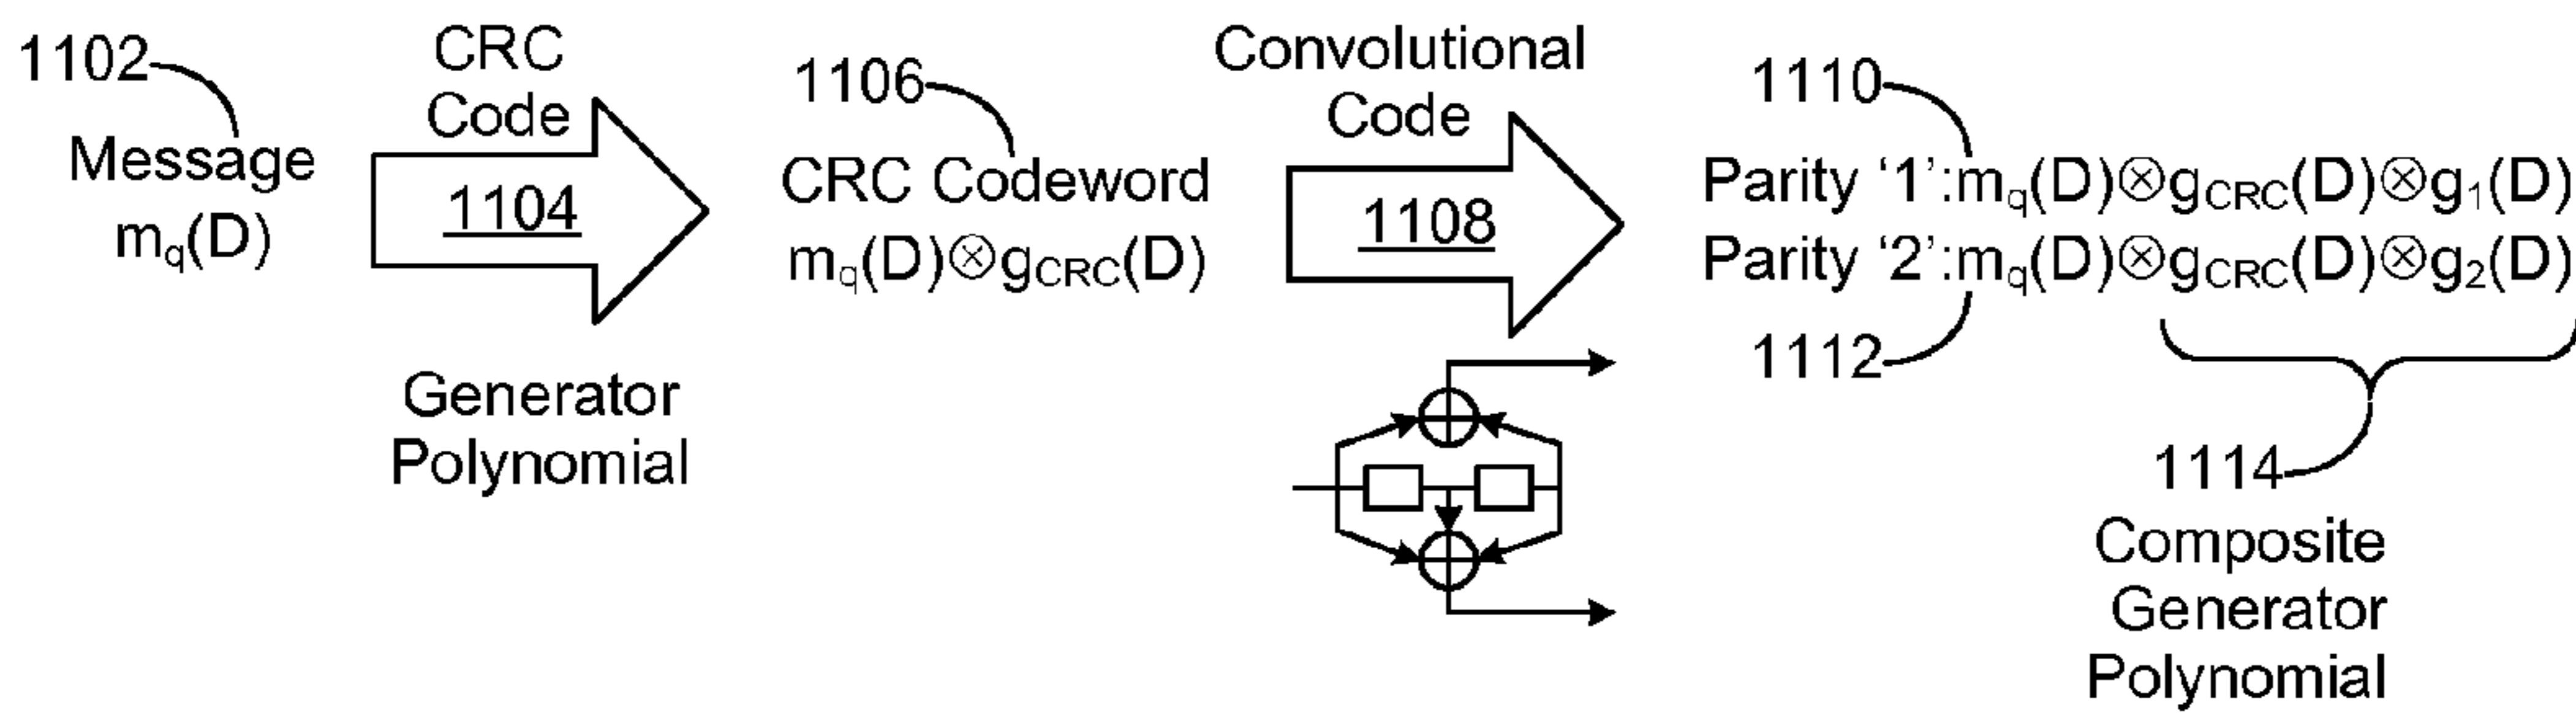 1102
CRC
Code
Message
m_q(D)
1104
Generator
Polynomial
1106
CRC Codeword
m_q(D)⊗g_CRC(D)
Convolutional
Code
1108
1110
Parity ‘1’:m_q(D)⊗g_CRC(D)⊗g_1(D)
Parity ‘2’:m_q(D)⊗g_CRC(D)⊗g_2(D)
1112
1114
Composite
Generator
Polynomial